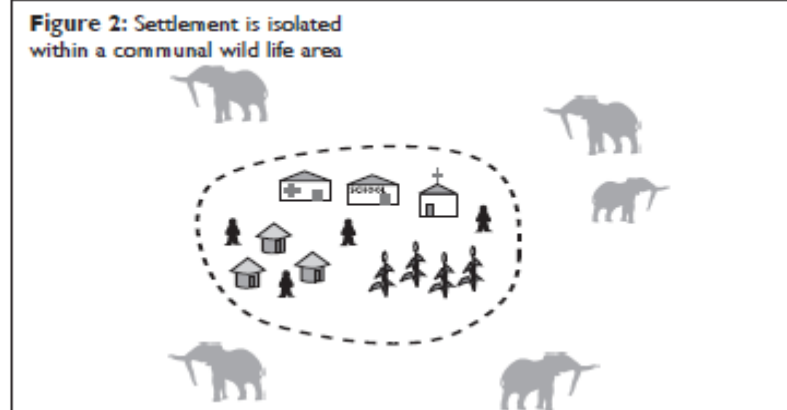 Figure 2: Settlement is isolated
within a communal wild life area
SCHOOL